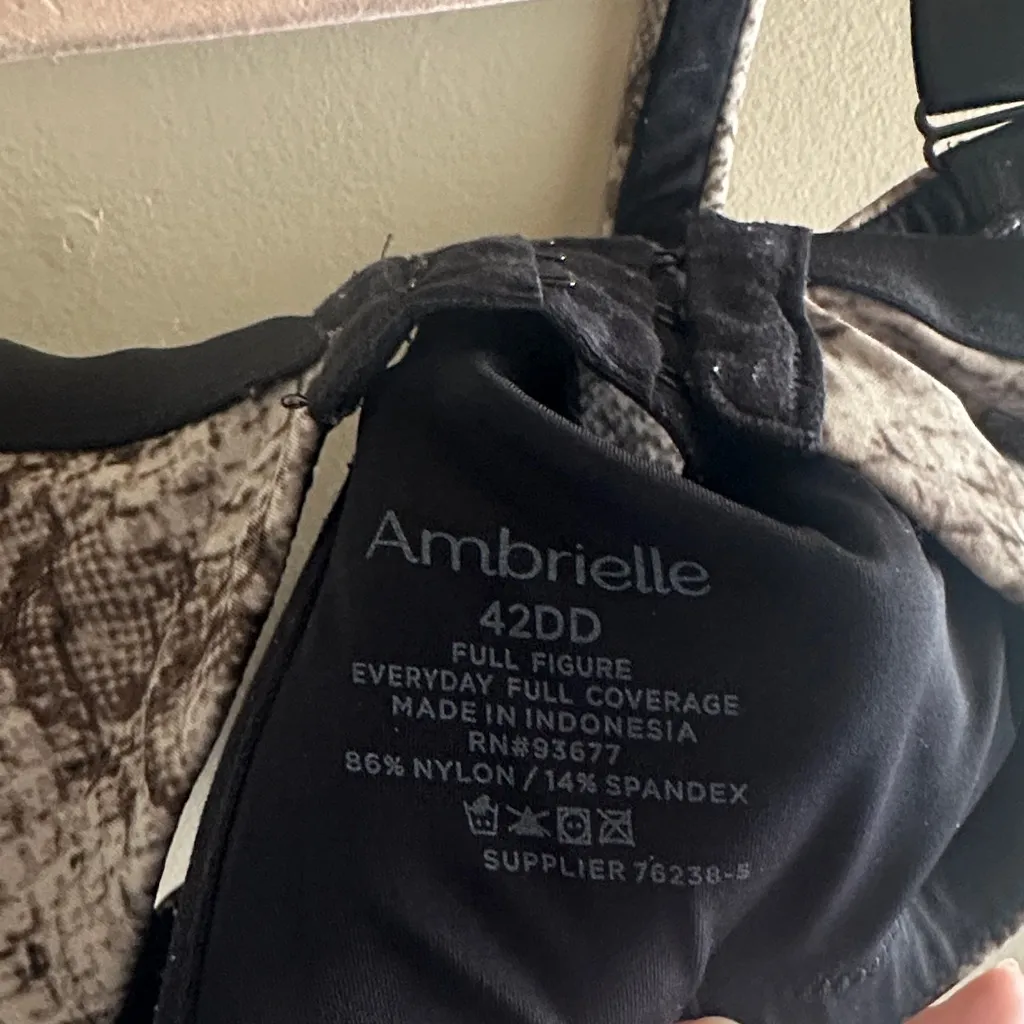 Ambrielle
42DD
FULL FIGURE
EVERYDAY FULL COVERAGE
MADE IN INDONESIA
RN#93677
86% NYLON / 14% SPANDEX
SUPPLIER 76238-5